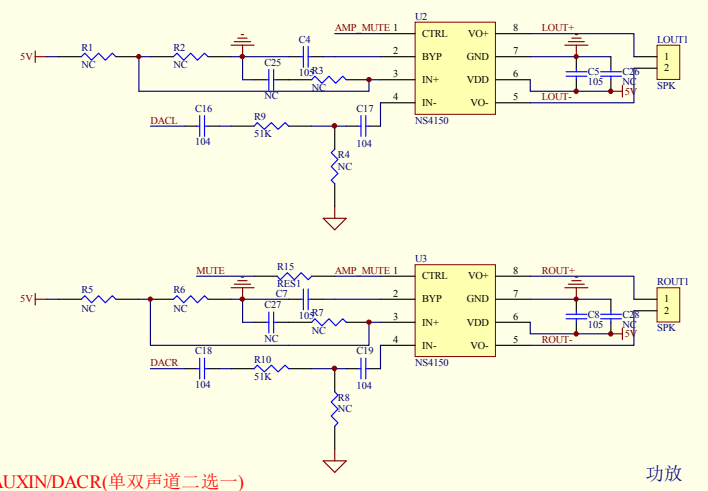 U2
AMP_MUTE 1 CTRL VO+ 8 LOUT+
2 BYP GND 7
3 IN+ VDD 6
4 IN- VO- 5 LOUT-
NS4150
5V
R1
NC
R2
NC
C4
105
C25
NC
R3
NC
C5
105
C26
NC
5V
LOUT1
1
2
SPK
DACL
C16
104
R9
51K
C17
104
R4
NC
U3
MUTE
R15
RES1
AMP_MUTE 1 CTRL VO+ 8 ROUT+
2 BYP GND 7
3 IN+ VDD 6
4 IN- VO- 5 ROUT-
NS4150
5V
R5
NC
R6
NC
C7
105
C27
NC
R7
NC
C8
105
C28
NC
5V
ROUT1
1
2
SPK
DACR
C18
104
R10
51K
C19
104
R8
NC
AUXIN/DACR(单双声道二选一)
功放